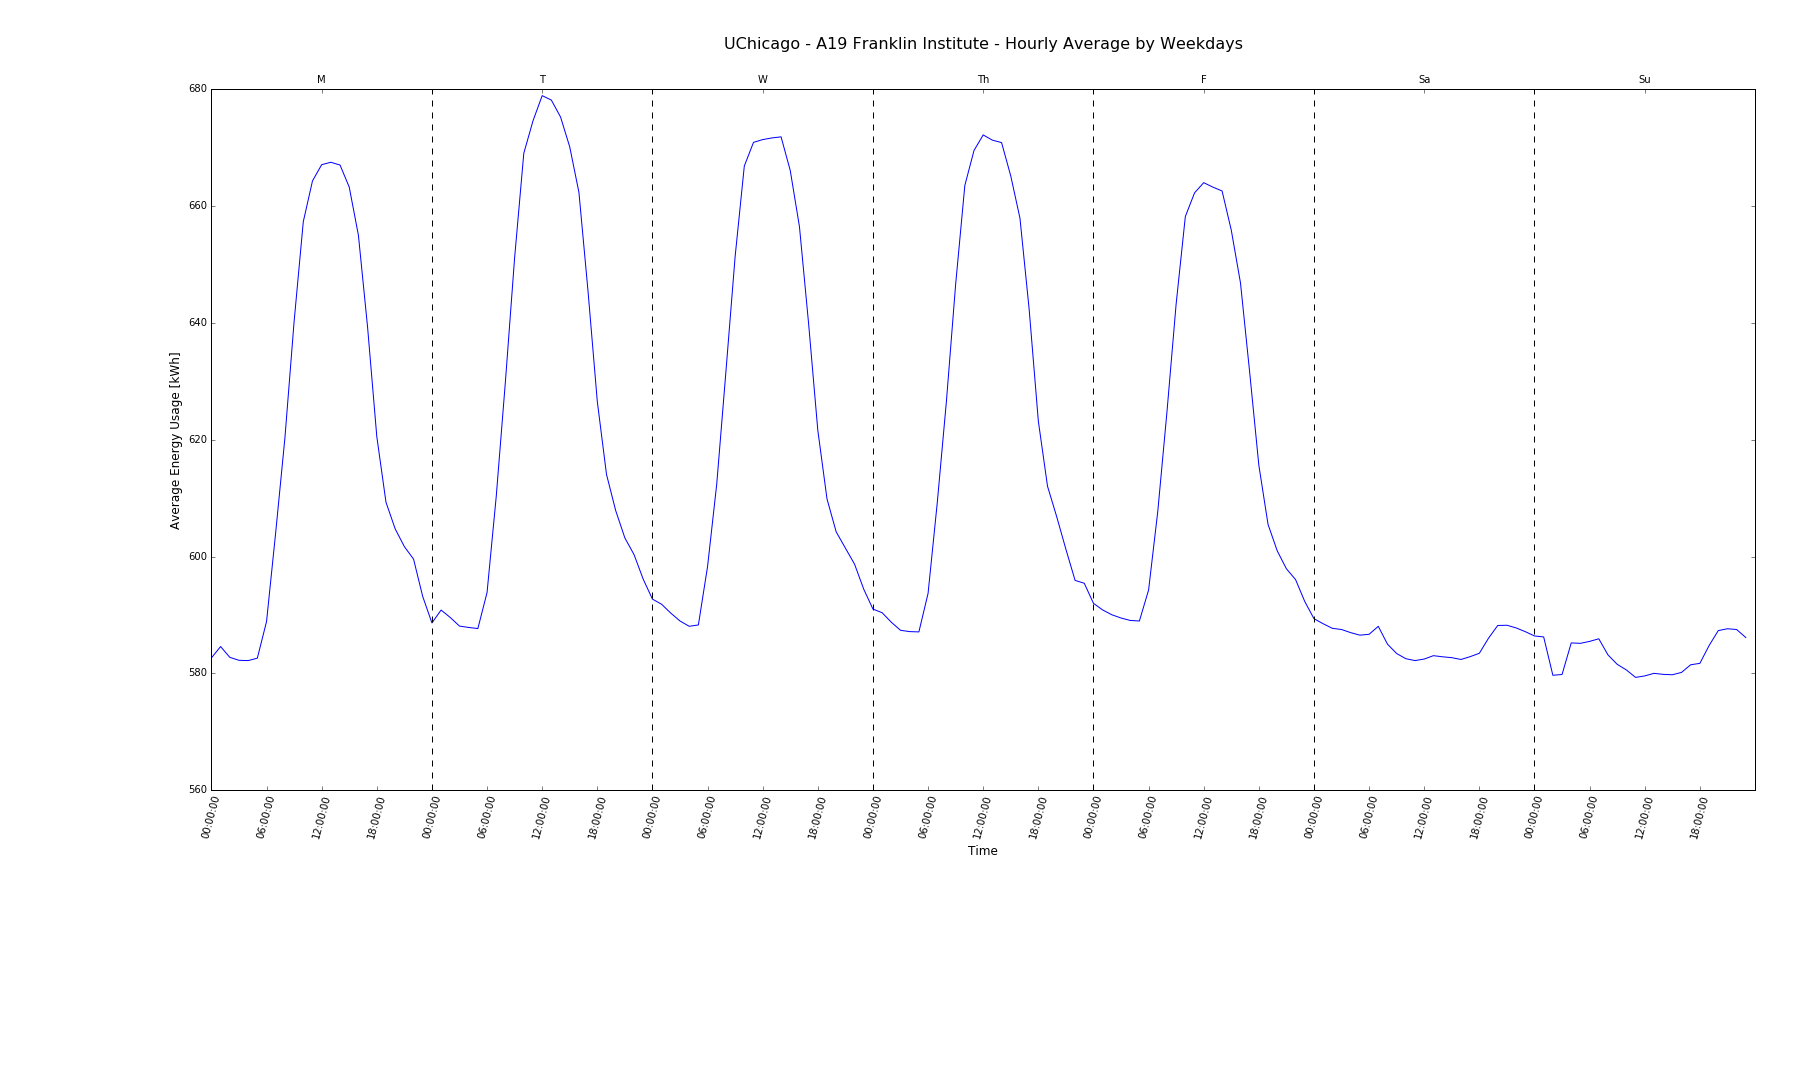 UChicago - A19 Franklin Institute - Hourly Average by Weekdays
M T W Th F Sa Su
680
660
640
620
600
580
560
Average Energy Usage [kWh]
00:00:00 06:00:00 12:00:00 18:00:00 00:00:00 06:00:00 12:00:00 18:00:00 00:00:00 06:00:00 12:00:00 18:00:00 00:00:00 06:00:00 12:00:00 18:00:00 00:00:00 06:00:00 12:00:00 18:00:00 00:00:00 06:00:00 12:00:00 18:00:00 00:00:00 06:00:00 12:00:00 18:00:00
Time